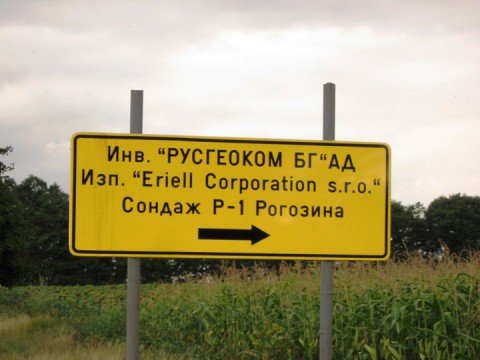 Инв. “РУСГЕОКОМ БГ“АД
Изп. “Eriell Corporation s.r.o.“
Сондаж Р-1 Рогозина